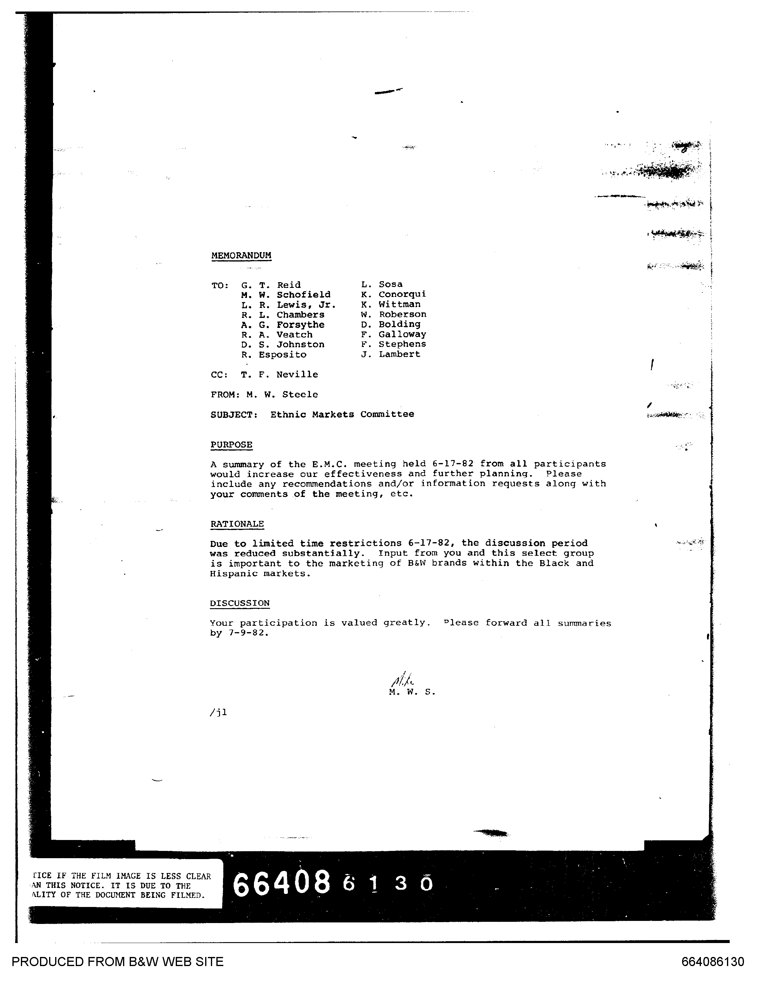 MEMORANDUM
TO: G. T. Reid L. Sosa
M. W. Schofield K. Conorqui
L. R. Lewis, Jr. K. Wittman
R. L. Chambers W. Roberson
A. G. Forsythe D. Bolding
R. A. Veatch F. Galloway
D. S. Johnston F. Stephens
R. Esposito J. Lambert
CC: T. F. Neville
FROM: M. W. Steele
SUBJECT: Ethnic Markets Committee
PURPOSE
A summary of the E.M.C. meeting held 6-17-82 from all participants
would increase our effectiveness and further planning. Please
include any recommendations and/or information requests along with
your comments of the meeting, etc.
RATIONALE
Due to limited time restrictions 6-17-82, the discussion period
was reduced substantially. Input from you and this select group
is important to the marketing of B&W brands within the Black and
Hispanic markets.
DISCUSSION
Your participation is valued greatly. Please forward all summaries
by 7-9-82.
Mike
M. W. S.
/jl
TICE IF THE FILM IMAGE IS LESS CLEAR
AN THIS NOTICE. IT IS DUE TO THE
ALITY OF THE DOCUMENT BEING FILMED.
66408 6130
PRODUCED FROM B&W WEB SITE 664086130